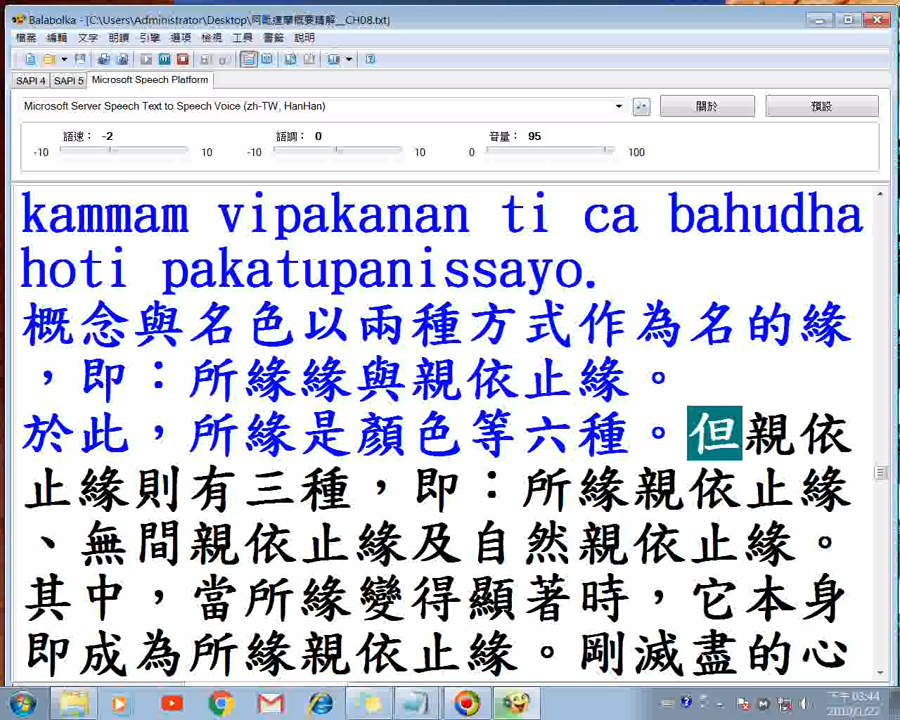 Balabolka - [C:\Users\Administrator\Desktop\阿毗達摩概要精解__CH08.txt]
檔案 編輯 文字 朗讀 引擎 選項 檢視 工具 書籤 說明
SAPI 4 SAPI 5 Microsoft Speech Platform
Microsoft Server Speech Text to Speech Voice (zh-TW, HanHan) 關於 預設
語速： -2 語調： 0 音量： 95
-10 10 -10 10 0 100
kammam vipakanan ti ca bahudha
hoti pakatupanissayo.
概念與名色以兩種方式作為名的緣
，即：所緣緣與親依止緣。
於此，所緣是顏色等六種。但親依
止緣則有三種，即：所緣親依止緣
、無間親依止緣及自然親依止緣。
其中，當所緣變得顯著時，它本身
即成為所緣親依止緣。剛滅盡的心
下午 03:44